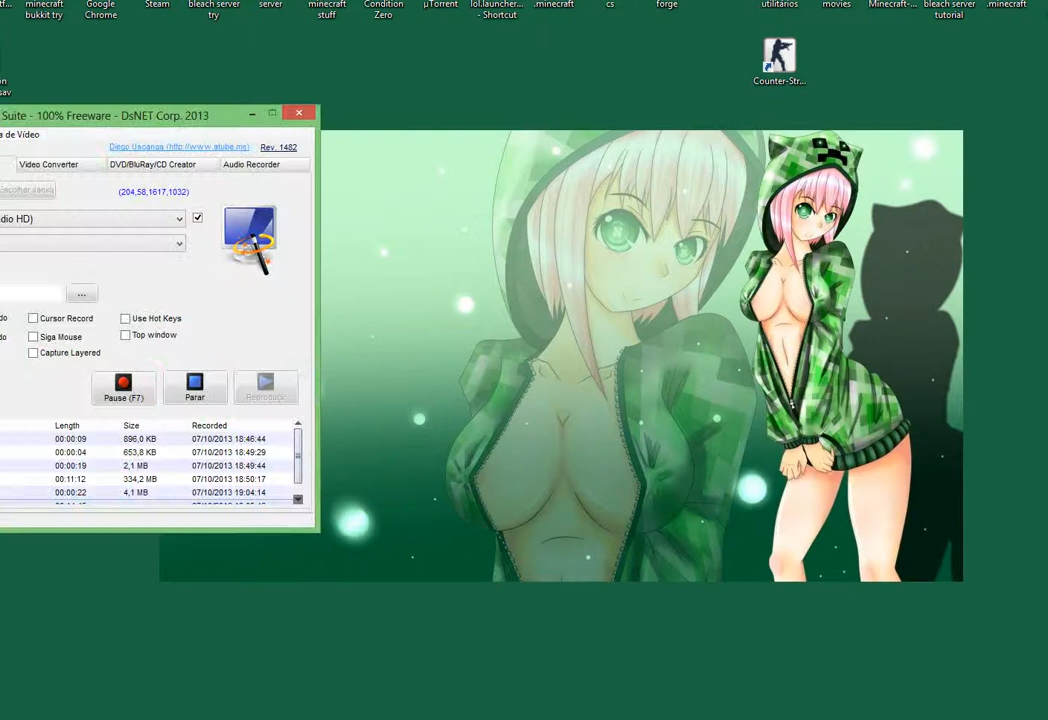 tf... minecraft bukkit try Google Chrome Steam bleach server try server minecraft stuff Condition Zero µTorrent lol.launcher... - Shortcut .minecraft cs forge utilitários movies Minecraft-... bleach server tutorial .minecraft
Counter-Str...
sav
Suite - 100% Freeware - DsNET Corp. 2013
a de Vídeo
Diego Uscanga (http://www.atube.me) Rev. 1482
Video Converter DVD/BluRay/CD Creator Audio Recorder
Escolher Janela
(204,58,1617,1032)
dio HD)
...
do Cursor Record Use Hot Keys
do Siga Mouse Top window
Capture Layered
Pause (F7) Parar Reproduzir
Length Size Recorded
00:00:09 896,0 KB 07/10/2013 18:46:44
00:00:04 653,8 KB 07/10/2013 18:49:29
00:00:19 2,1 MB 07/10/2013 18:49:44
00:11:12 334,2 MB 07/10/2013 18:50:17
00:00:22 4,1 MB 07/10/2013 19:04:14